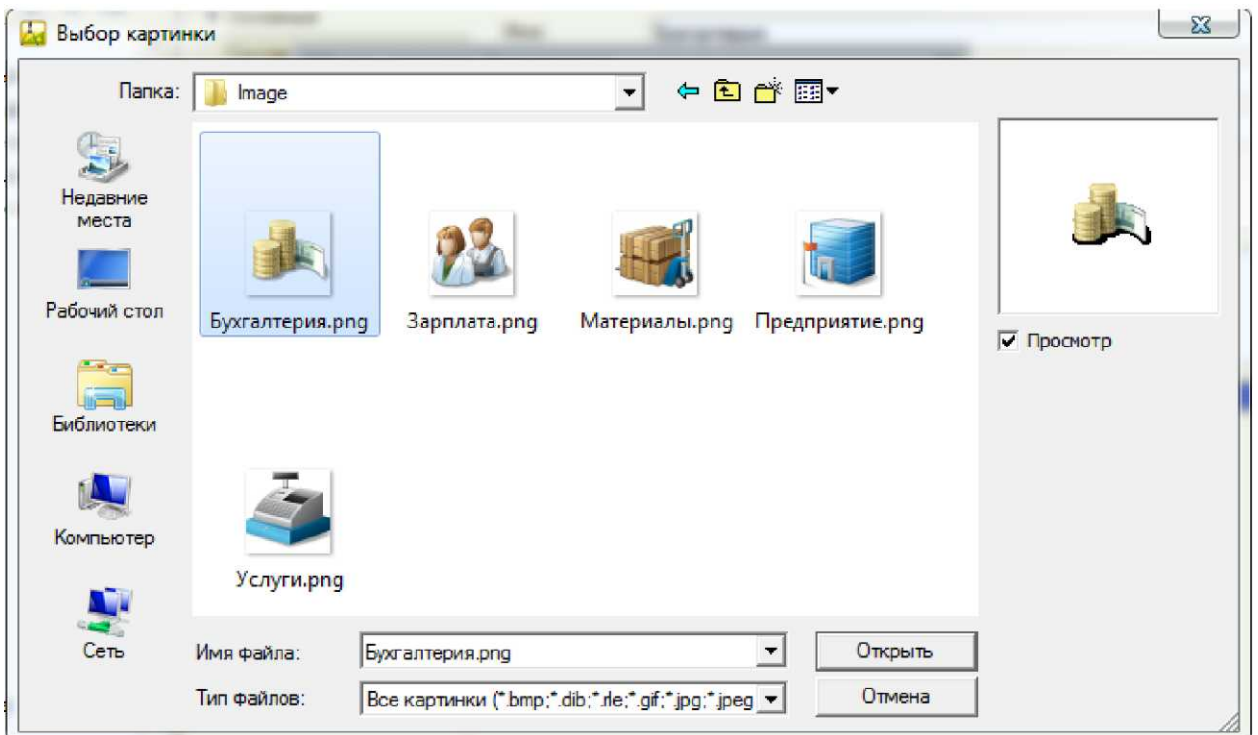 Выбор картинки
Папка:
Image
Недавние
места
Рабочий стол
Библиотеки
Компьютер
Сеть
Бухгалтерия.png
Зарплата.png
Материалы.png
Предприятие.png
Услуги.png
Просмотр
Имя файла:
Бухгалтерия.png
Открыть
Тип файлов:
Все картинки (*.bmp;*.dib;*.rle;*.gif;*.jpg;*.jpeg
Отмена